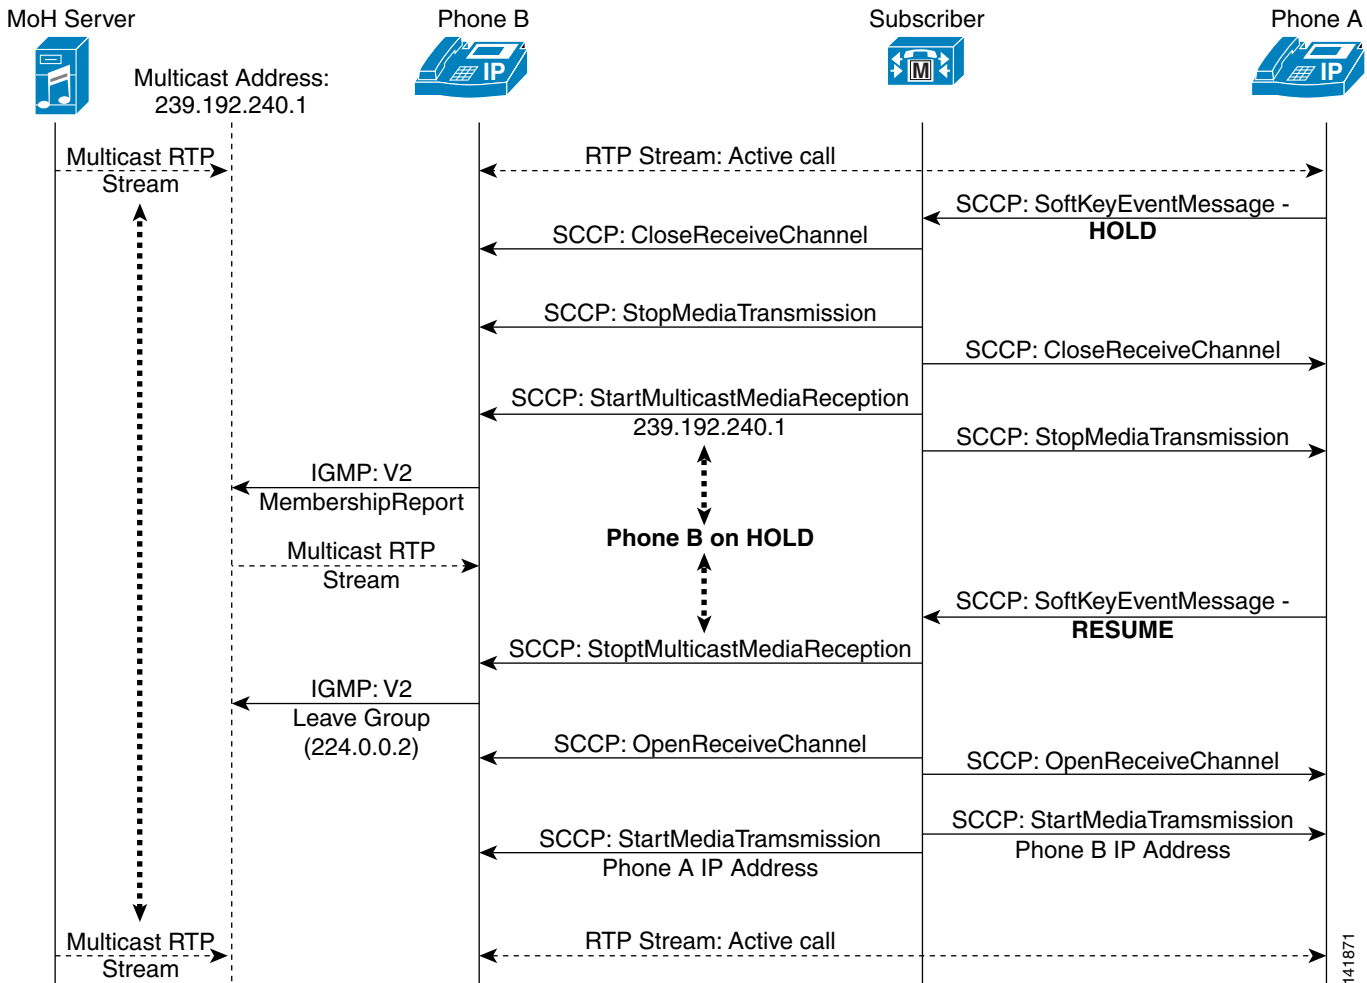 MoH Server
Phone B
Subscriber
Phone A
IP
M
IP
Multicast Address:
239.192.240.1
Multicast RTP
Stream
RTP Stream: Active call
SCCP: SoftKeyEventMessage -
HOLD
SCCP: CloseReceiveChannel
SCCP: StopMediaTransmission
SCCP: CloseReceiveChannel
SCCP: StartMulticastMediaReception
239.192.240.1
SCCP: StopMediaTransmission
IGMP: V2
MembershipReport
Phone B on HOLD
Multicast RTP
Stream
SCCP: SoftKeyEventMessage -
RESUME
SCCP: StoptMulticastMediaReception
IGMP: V2
Leave Group
(224.0.0.2)
SCCP: OpenReceiveChannel
SCCP: OpenReceiveChannel
SCCP: StartMediaTramsmission
Phone B IP Address
SCCP: StartMediaTramsmission
Phone A IP Address
Multicast RTP
Stream
RTP Stream: Active call
141871